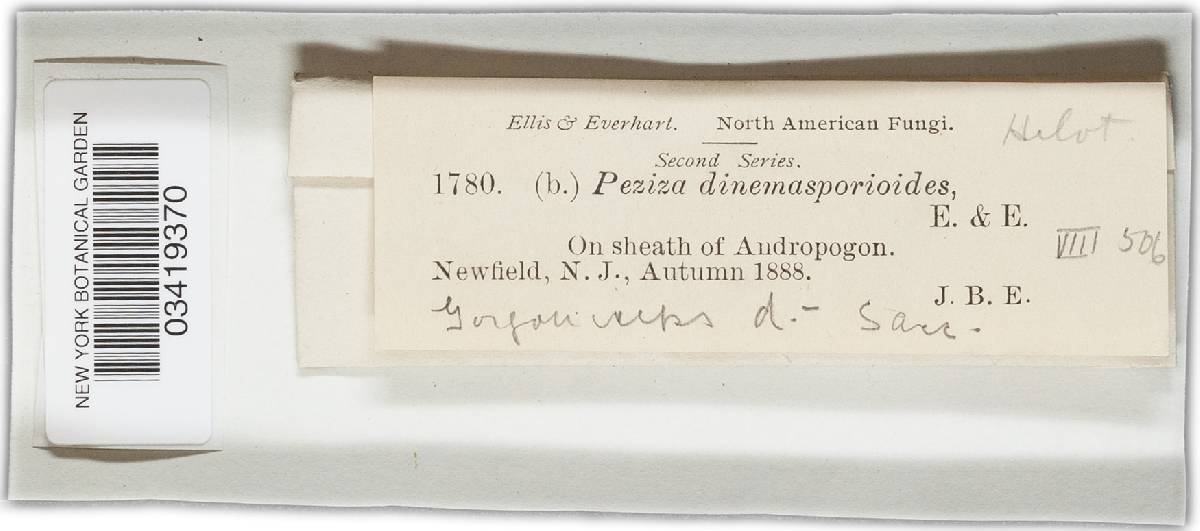 NEW YORK BOTANICAL GARDEN
03419370
Ellis & Everhart. North American Fungi.
Helot.
Second Series.
1780. (b.) Peziza dinemasporioides,
E. & E.
On sheath of Andropogon.
VIII 506
Newfield, N. J., Autumn 1888.
J. B. E.
Gorgoniceps d.- Sacc.